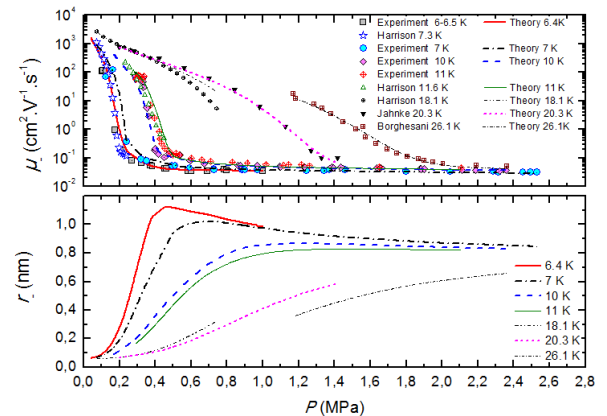 10⁴
10³
10²
10¹
10⁰
10⁻¹
10⁻²
μ (cm².V⁻¹.s⁻¹)
Experiment 6-6.5 K
Harrison 7.3 K
Experiment 7 K
Experiment 10 K
Experiment 11 K
Harrison 11.6 K
Harrison 18.1 K
Jahnke 20.3 K
Borghesani 26.1 K
Theory 6.4K
Theory 7 K
Theory 10 K
Theory 11 K
Theory 18.1 K
Theory 20.3 K
Theory 26.1K
1.0
0.8
0.6
0.4
0.2
0.0
r_ (nm)
6.4 K
7 K
10 K
11 K
18.1 K
20.3 K
26.1 K
0,0 0,2 0,4 0,6 0,8 1,0 1,2 1,4 1,6 1,8 2,0 2,2 2,4 2,6 2,8
P (MPa)